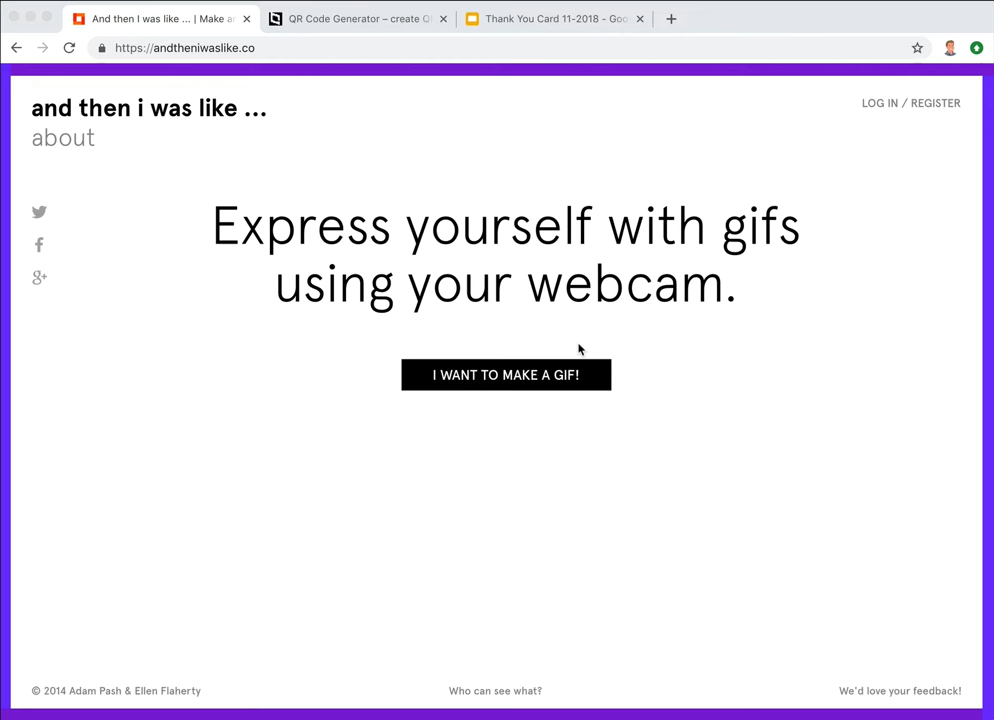 And then I was like ... | Make a
QR Code Generator – create Q
Thank You Card 11-2018 - Goo
https://andtheniwaslike.co
and then i was like ...
LOG IN / REGISTER
about
Express yourself with gifs
using your webcam.
g+
I WANT TO MAKE A GIF!
© 2014 Adam Pash & Ellen Flaherty
Who can see what?
We'd love your feedback!